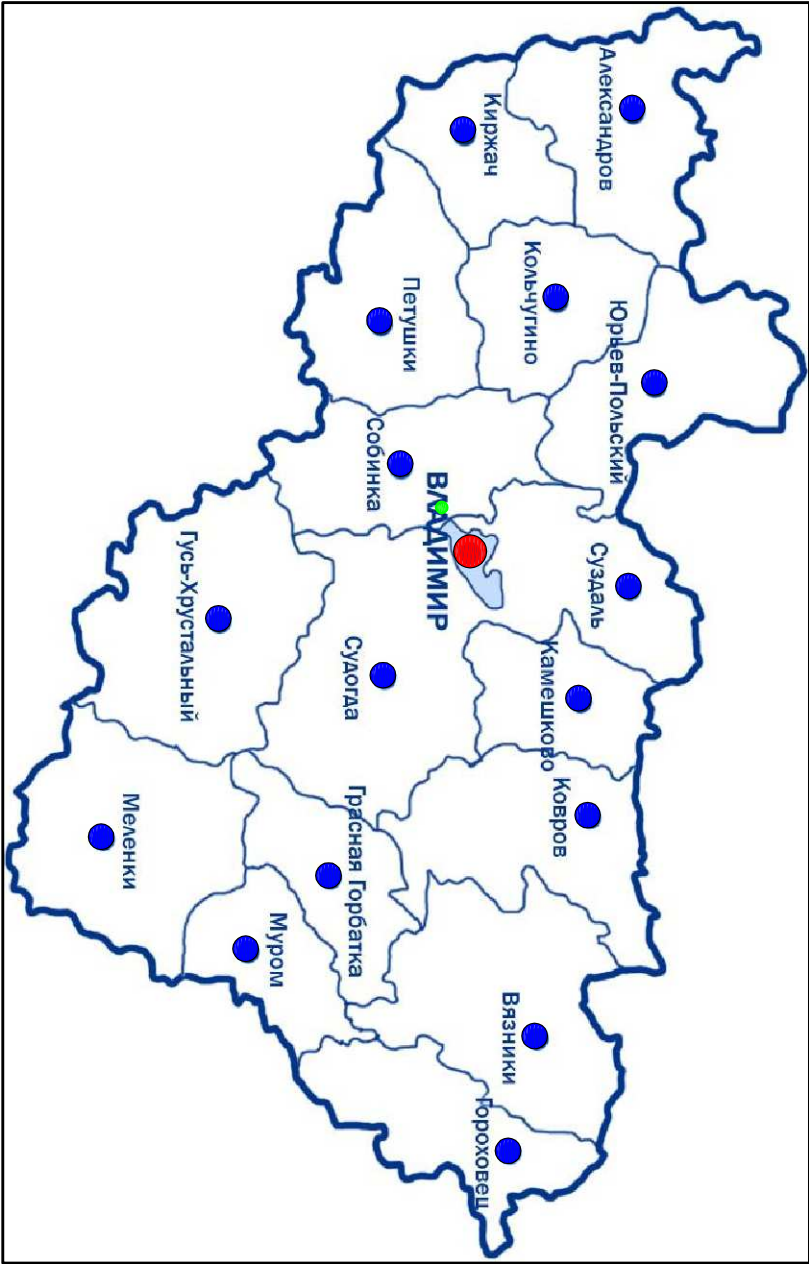 Юрьев-Польский
Александров
Суздаль
Ковров
Камешково
Кольчугино
Вязники
Киржач
Гороховец
ВЛАДИМИР
Петушки
Собинка
Грасная Горбатка
Судогда
Муром
Гусь-Хрустальный
Меленки